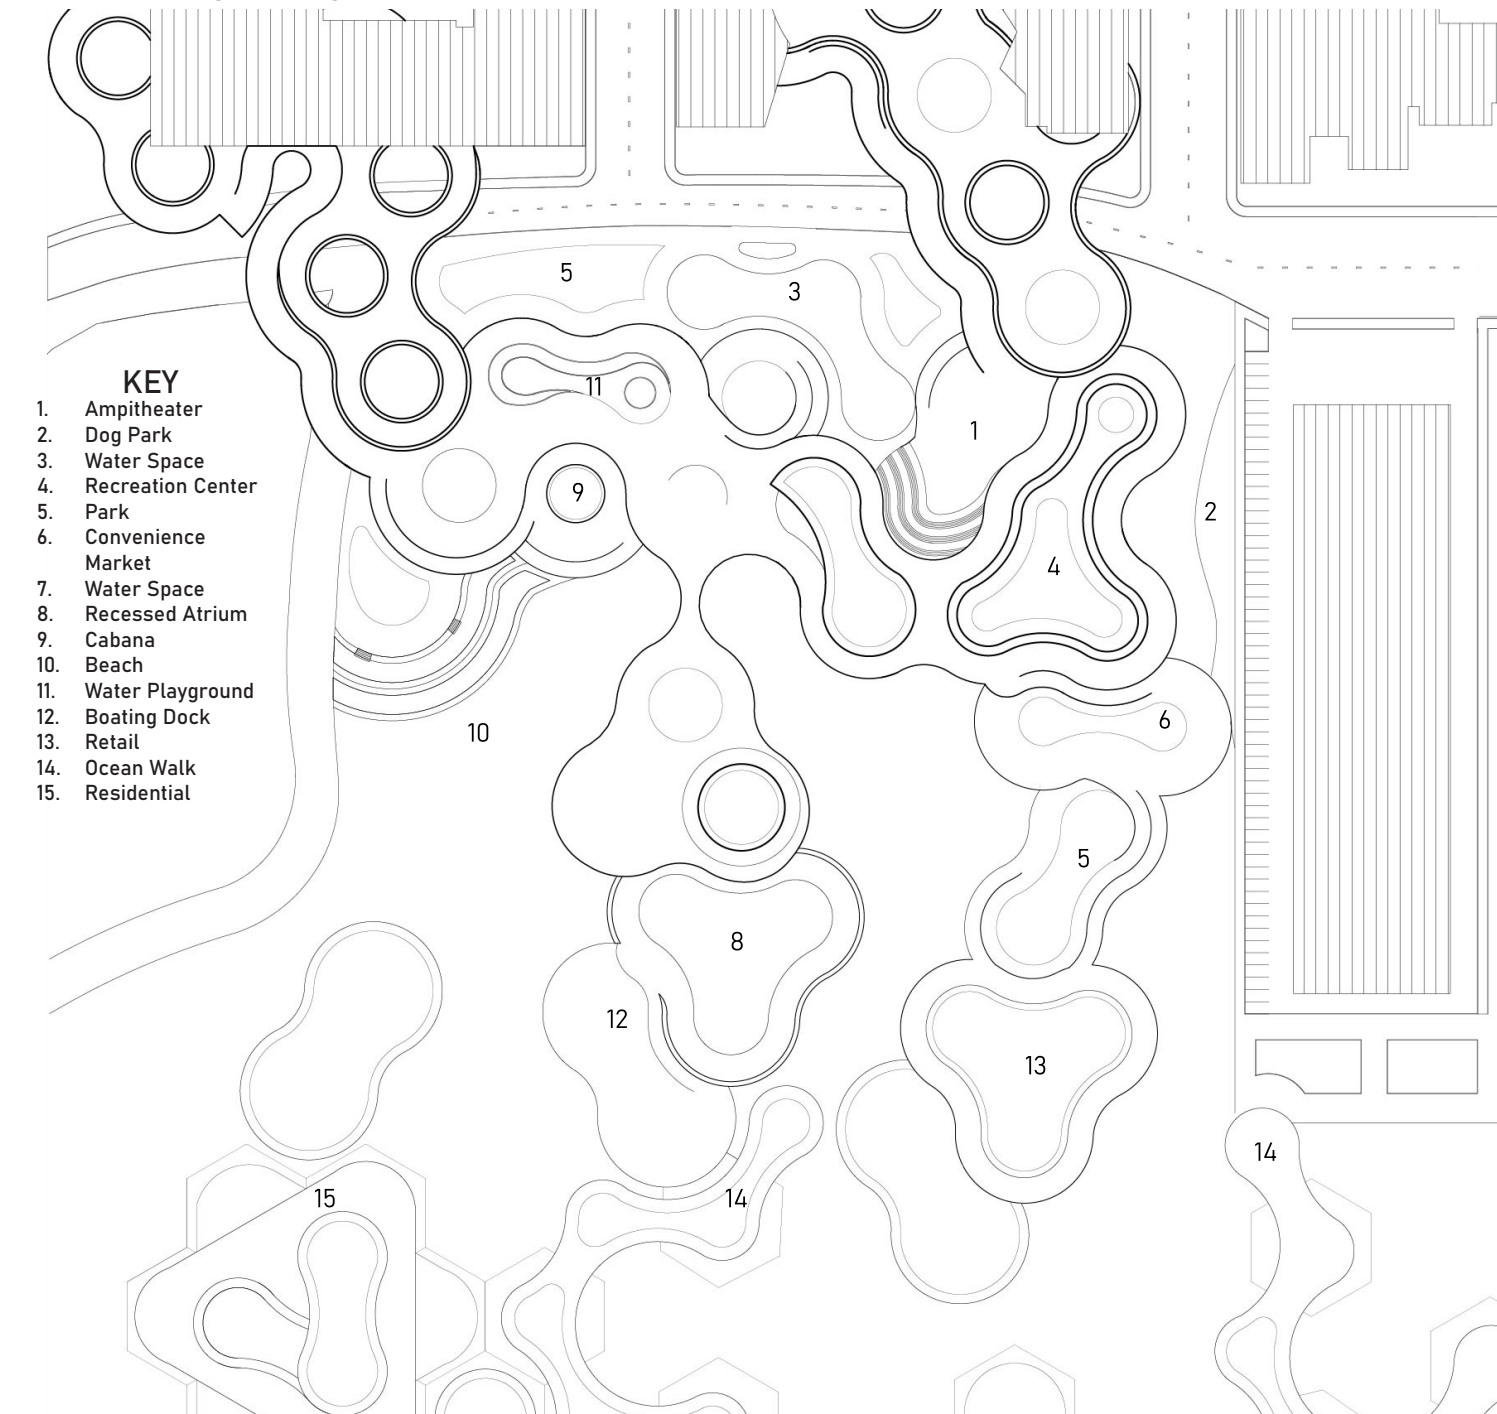 5
3
KEY
1. Ampitheater
2. Dog Park
3. Water Space
4. Recreation Center
5. Park
6. Convenience
Market
7. Water Space
8. Recessed Atrium
9. Cabana
10. Beach
11. Water Playground
12. Boating Dock
13. Retail
14. Ocean Walk
15. Residential
11
1
9
2
4
6
10
5
8
12
13
14
15
14